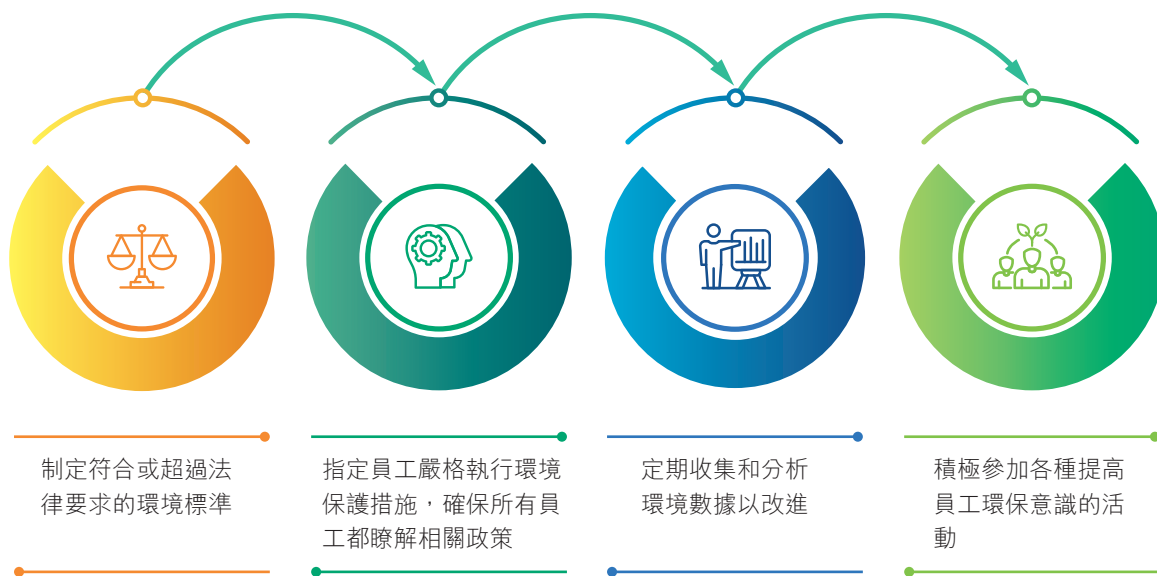 制定符合或超過法
律要求的環境標準
指定員工嚴格執行環境
保護措施，確保所有員
工都瞭解相關政策
定期收集和分析
環境數據以改進
積極參加各種提高
員工環保意識的活
動